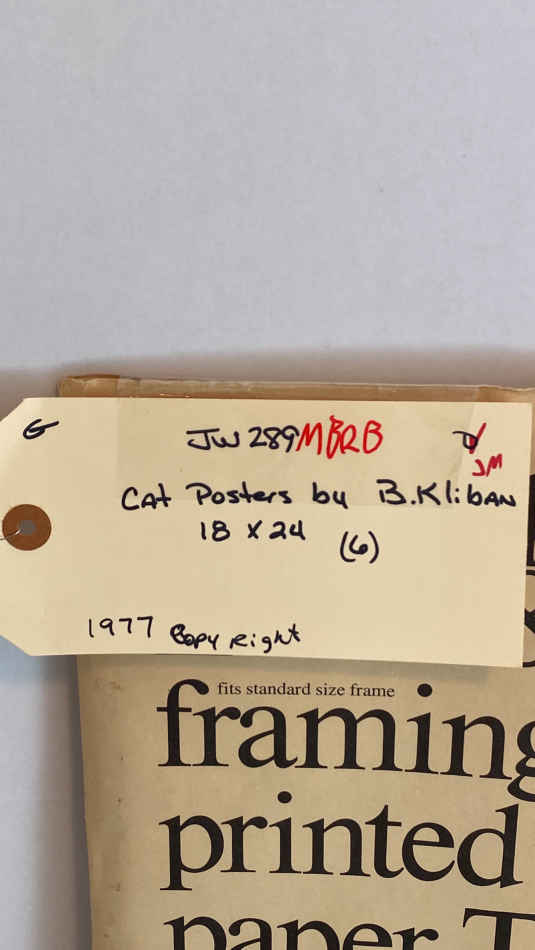 G
JW 289 MBRB
JM
Cat Posters by B. Kliban
18 x 24 (6)
1977 Copy Right
fits standard size frame
framing
printed
paper T